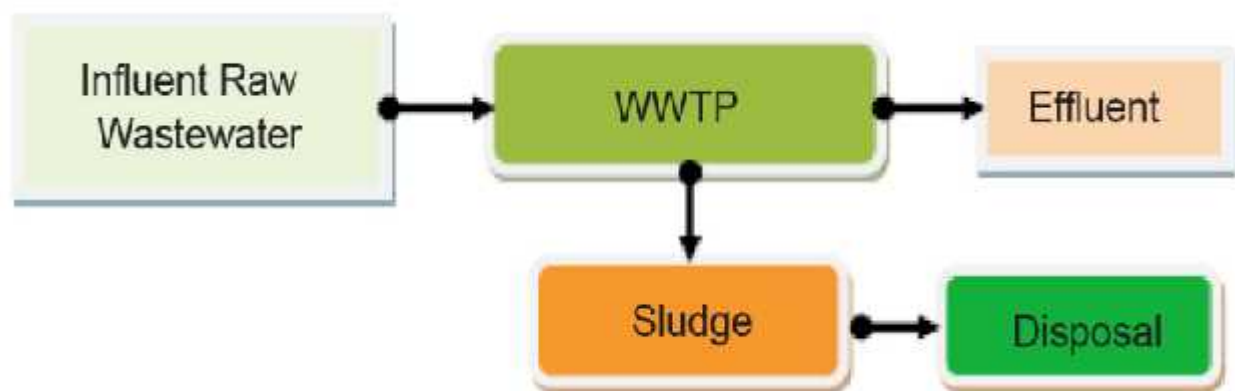 Influent Raw
Wastewater
WWTP
Effluent
Sludge
Disposal